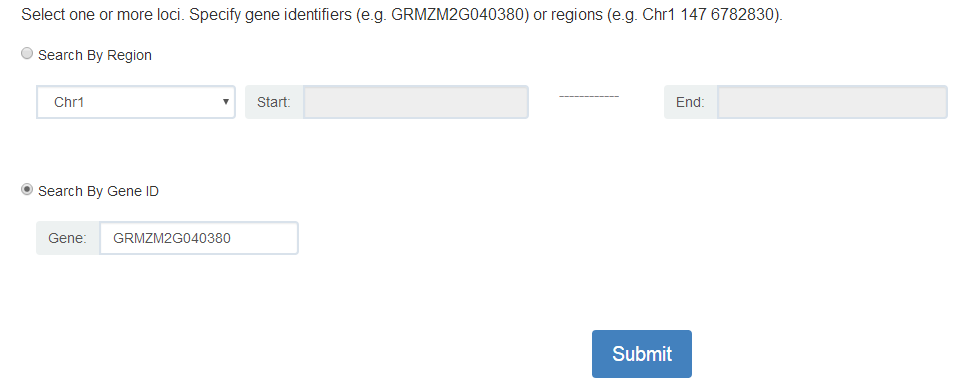 Select one or more loci. Specify gene identifiers (e.g. GRMZM2G040380) or regions (e.g. Chr1 147 6782830).
Search By Region
Chr1 Start: ------------ End:
Search By Gene ID
Gene: GRMZM2G040380
Submit